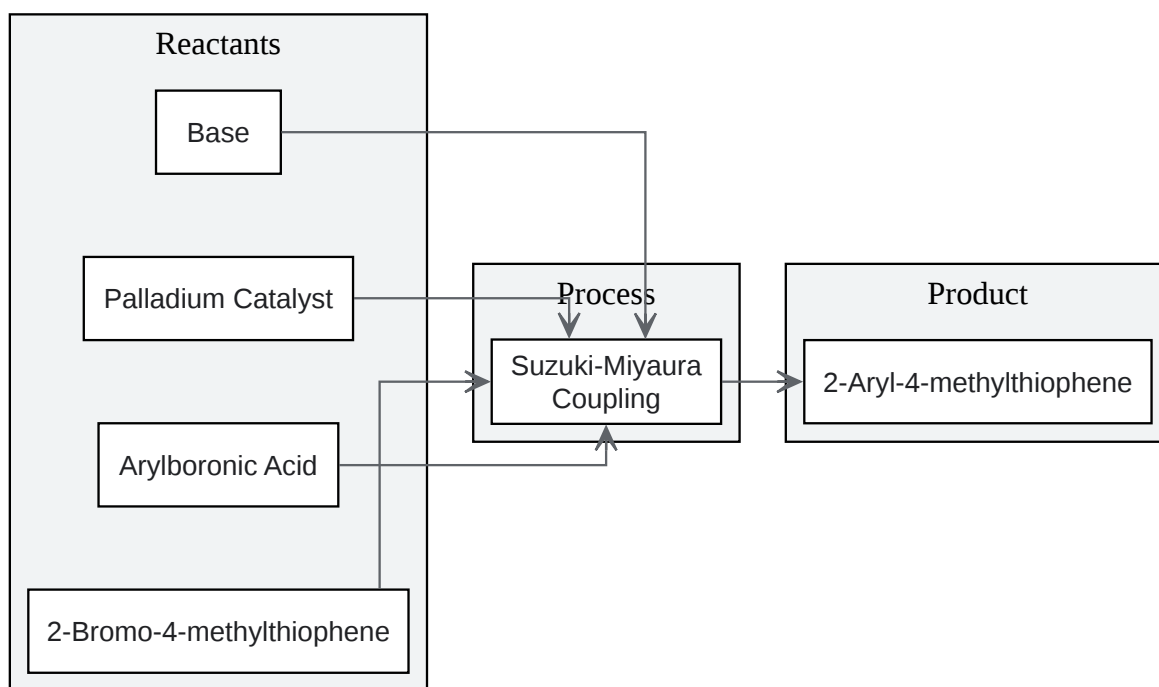 Reactants
Base
Palladium Catalyst
Arylboronic Acid
2-Bromo-4-methylthiophene
Process
Suzuki-Miyaura
Coupling
Product
2-Aryl-4-methylthiophene